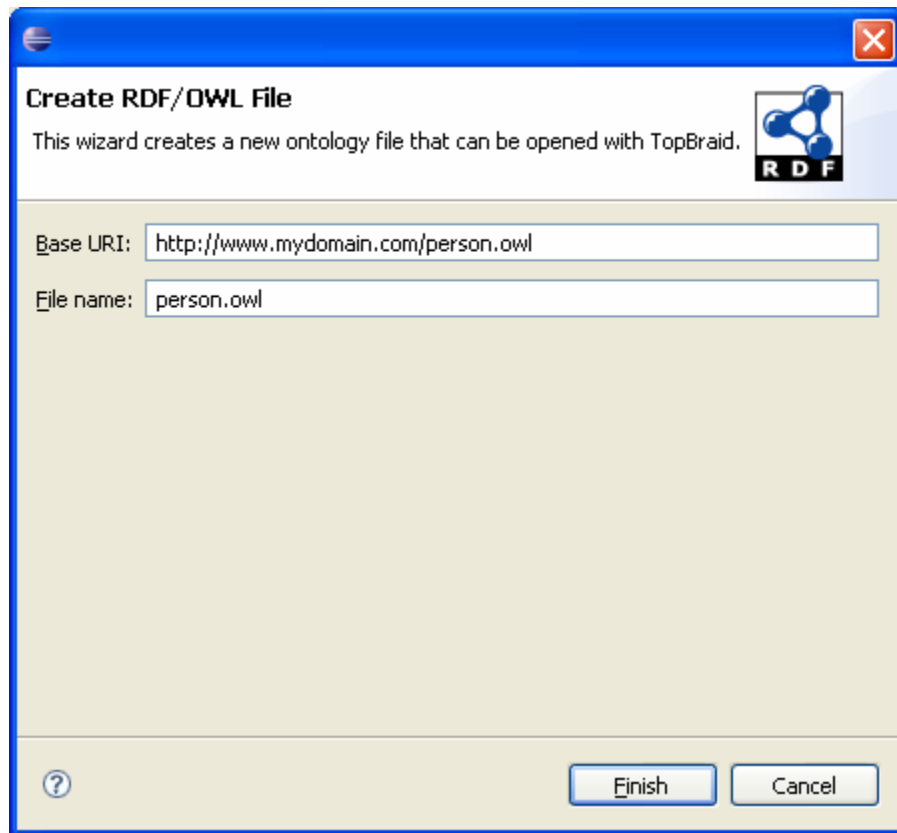 Create RDF/OWL File
This wizard creates a new ontology file that can be opened with TopBraid.
RDF
Base URI: http://www.mydomain.com/person.owl
File name: person.owl
?
Finish Cancel